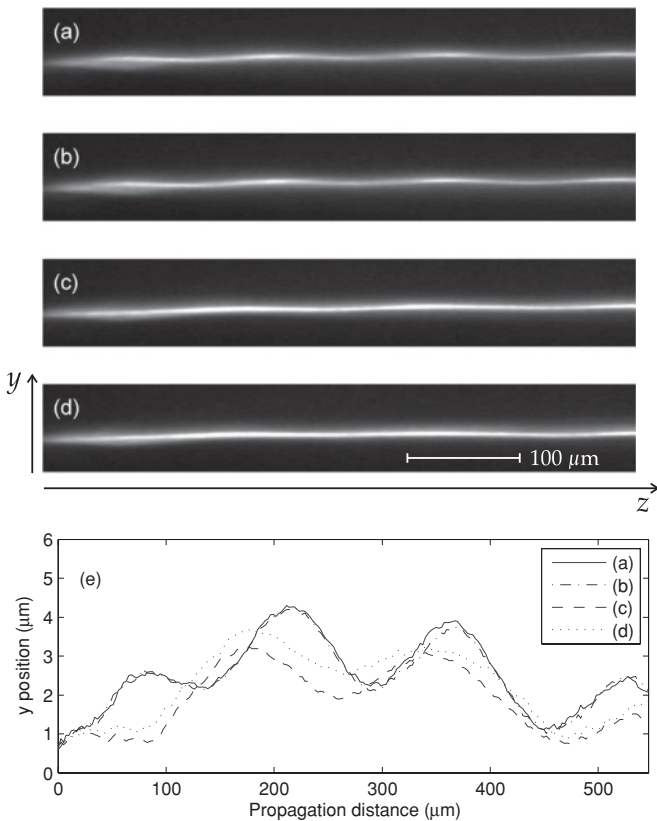 (a)
(b)
(c)
y
(d)
100 μm
z
6
5
4
3
2
1
0
y position (μm)
(e)
(a)
(b)
(c)
(d)
0 100 200 300 400 500
Propagation distance (μm)